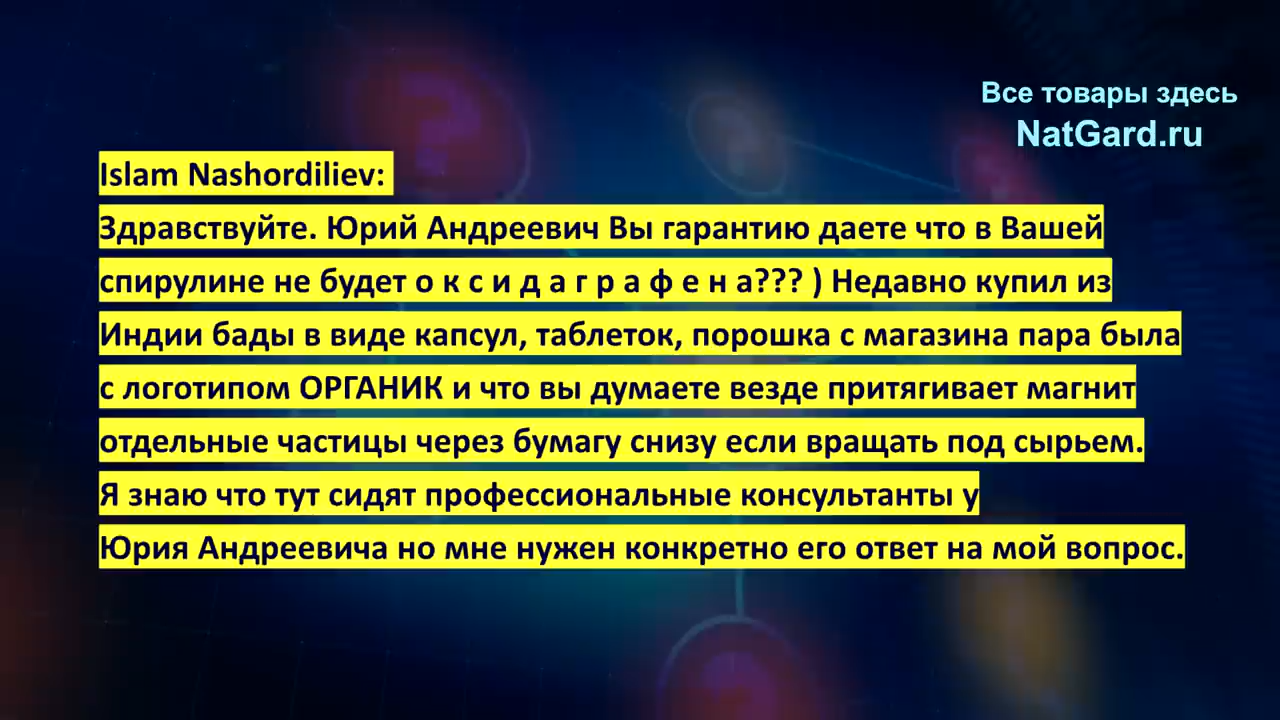 Все товары здесь
NatGard.ru
Islam Nashordiliev:
Здравствуйте. Юрий Андреевич Вы гарантию даете что в Вашей
спирулине не будет о к с и д а г р а ф е н а??? ) Недавно купил из
Индии бады в виде капсул, таблеток, порошка с магазина пара была
с логотипом ОРГАНИК и что вы думаете везде притягивает магнит
отдельные частицы через бумагу снизу если вращать под сырьем.
Я знаю что тут сидят профессиональные консультанты у
Юрия Андреевича но мне нужен конкретно его ответ на мой вопрос.